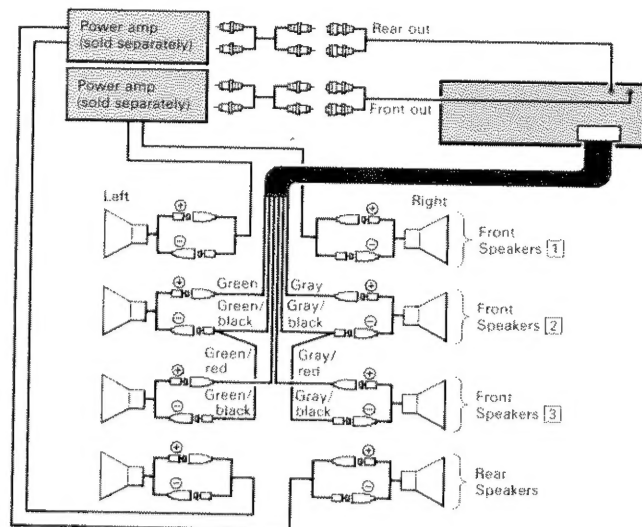 Power amp
(sold separately)
Rear out
Power amp
(sold separately)
Front out
Left
Right
⊕
⊖
⊕
⊖
Front
Speakers 1
Green
Gray
⊕
⊖
Green/
black
Gray/
black
⊕
⊖
Front
Speakers 2
Green/
red
Gray/
red
⊕
⊖
Green/
black
Gray/
black
⊕
⊖
Front
Speakers 3
⊕
⊖
⊕
⊖
Rear
Speakers